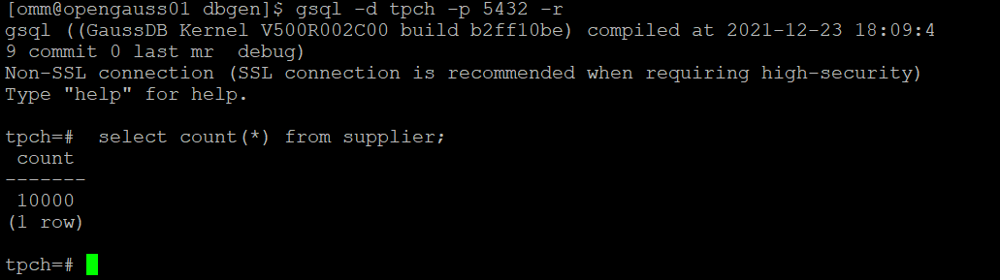 [omm@opengauss01 dbgen]$ gsql -d tpch -p 5432 -r
gsql ((GaussDB Kernel V500R002C00 build b2ff10be) compiled at 2021-12-23 18:09:4
9 commit 0 last mr  debug)
Non-SSL connection (SSL connection is recommended when requiring high-security)
Type "help" for help.
tpch=#  select count(*) from supplier;
 count
-------
 10000
(1 row)
tpch=#